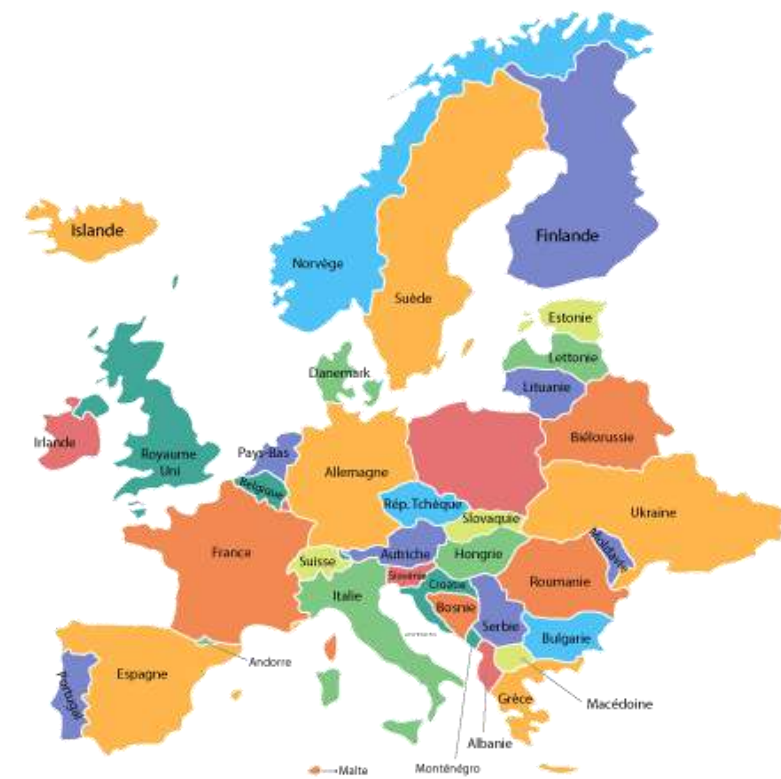 Islande
Finlande
Norvège
Suède
Estonie
Lettonie
Danemark
Lituanie
Biélorussie
Irlande
Royaume
Uni
Pays-Bas
Belgique
Allemagne
Rép. Tchèque
Slovaquie
Ukraine
France
Suisse
Autriche
Hongrie
Moldavie
Slovénie
Croatie
Roumanie
Italie
Bosnie
Serbie
Bulgarie
Andorre
Espagne
Portugal
Grèce
Macédoine
Albanie
Monténégro
Malte